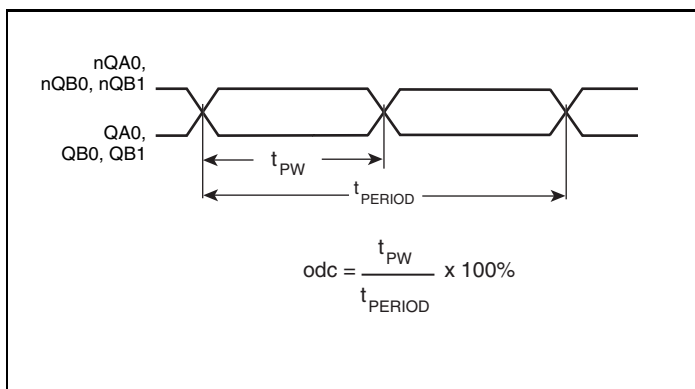 nQA0,
nQB0, nQB1
QA0,
QB0, QB1
tPW
tPERIOD
odc = tPW / tPERIOD x 100%